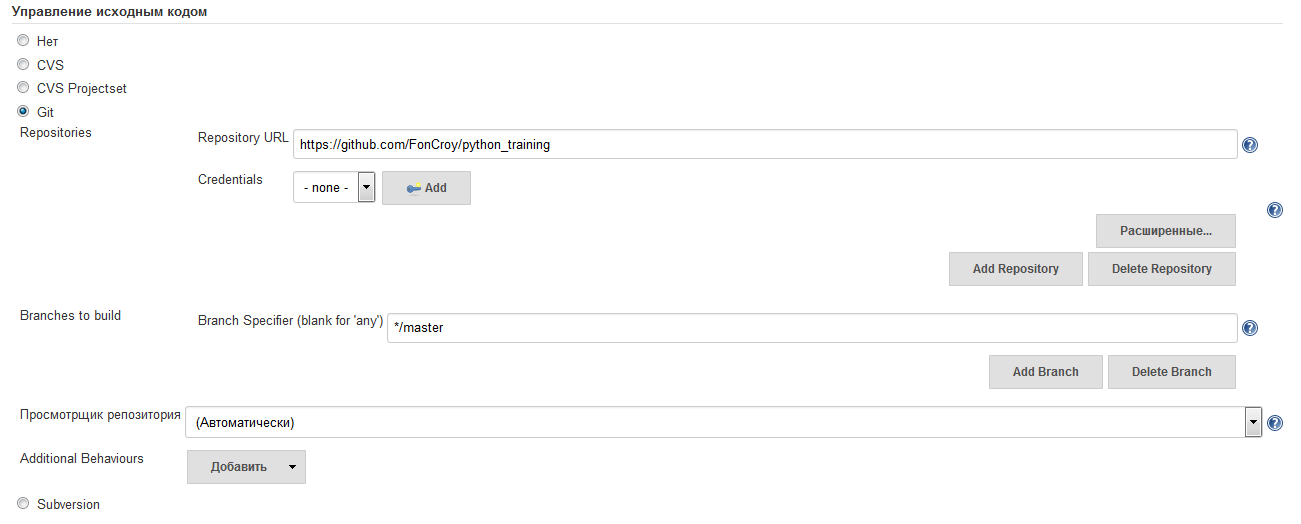 Управление исходным кодом
Нет
CVS
CVS Projectset
Git
Repositories
Repository URL https://github.com/FonCroy/python_training
Credentials - none - Add
Расширенные...
Add Repository Delete Repository
Branches to build
Branch Specifier (blank for 'any') */master
Add Branch Delete Branch
Просмотрщик репозитория (Автоматически)
Additional Behaviours Добавить
Subversion